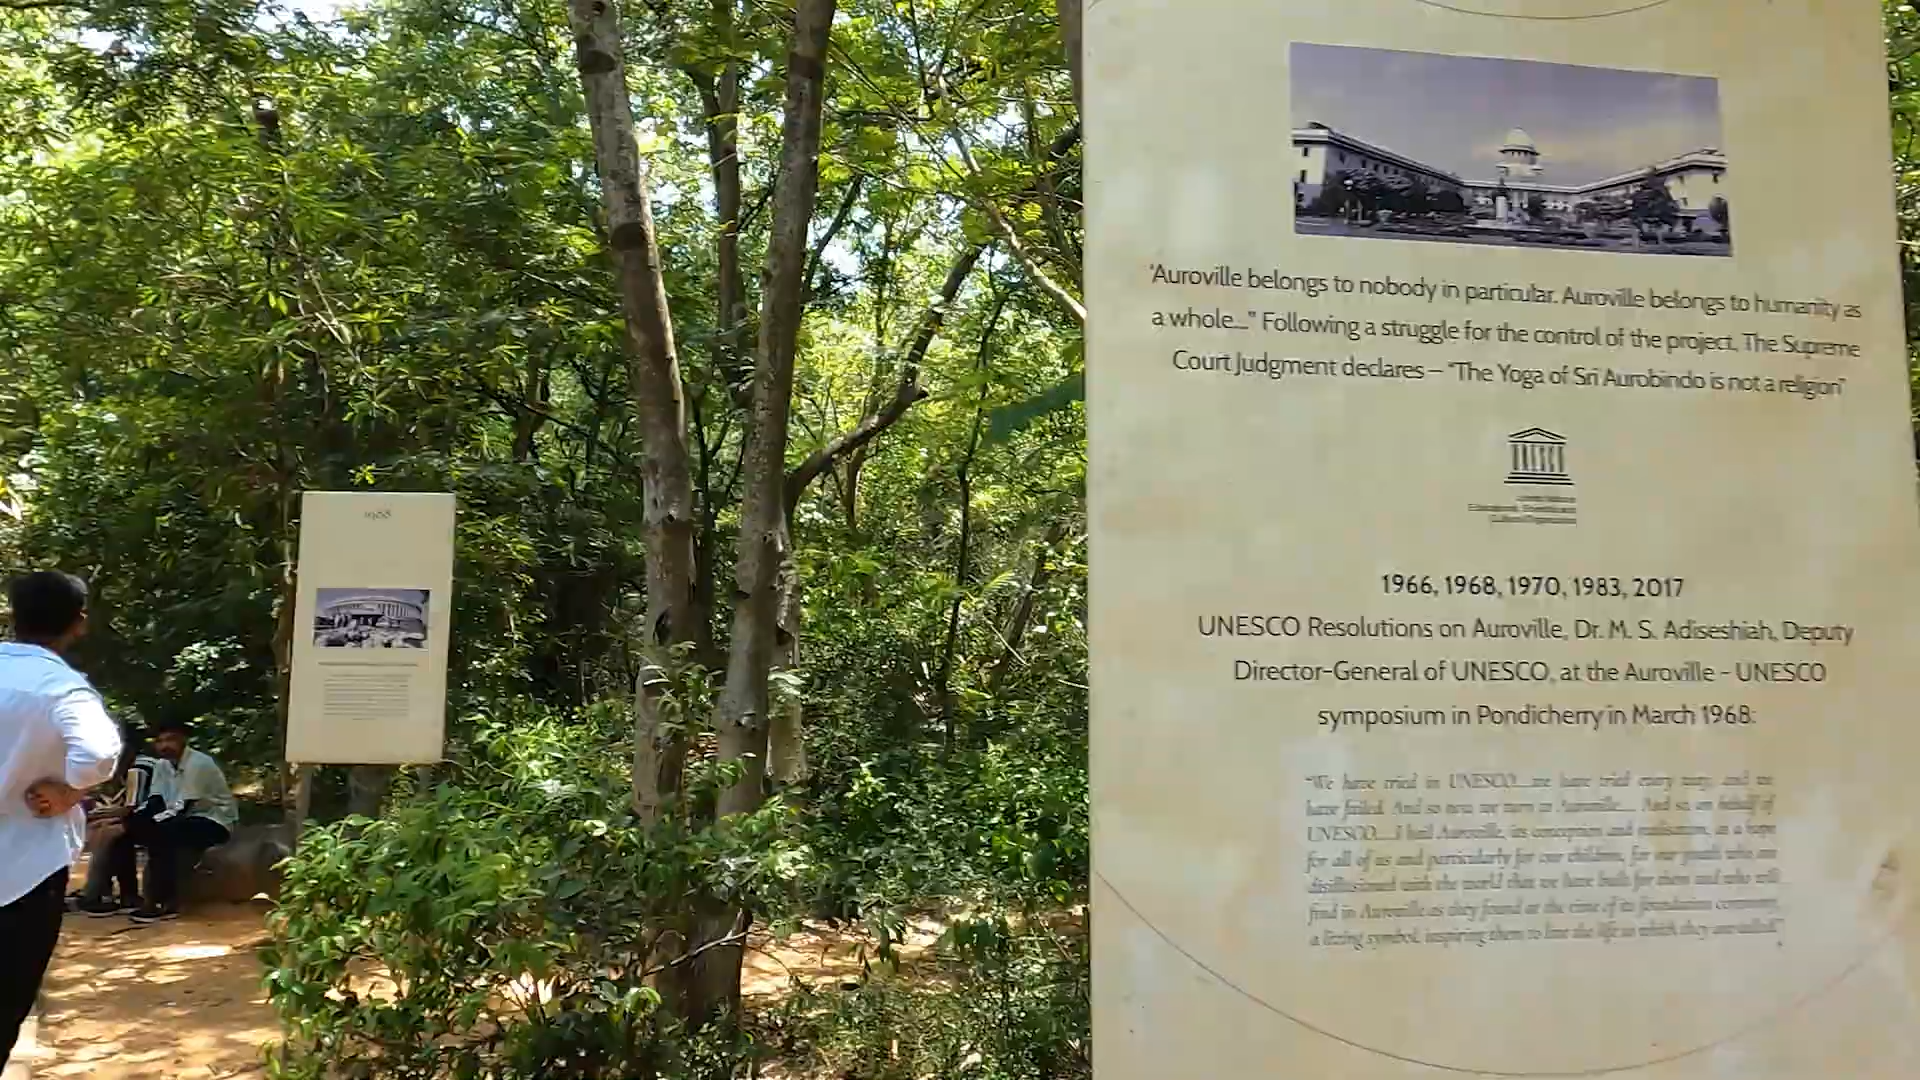 1988
'Auroville belongs to nobody in particular. Auroville belongs to humanity as
a whole...." Following a struggle for the control of the project, The Supreme
Court Judgment declares – "The Yoga of Sri Aurobindo is not a religion"
UNESCO
1966, 1968, 1970, 1983, 2017
UNESCO Resolutions on Auroville, Dr. M. S. Adiseshiah, Deputy
Director-General of UNESCO, at the Auroville - UNESCO
symposium in Pondicherry in March 1968:
"We have tried in UNESCO....we have tried every way, and we
have failed. And so now we turn to Auroville.... And so, on behalf of
UNESCO....I hail Auroville, its conception and realisation, as a hope
for all of us and particularly for our children, for our youth who are
disillusioned with the world that we have built for them and who will
find in Auroville as they found at the time of its foundation ceremony,
a living symbol, inspiring them to live the life to which they are called."